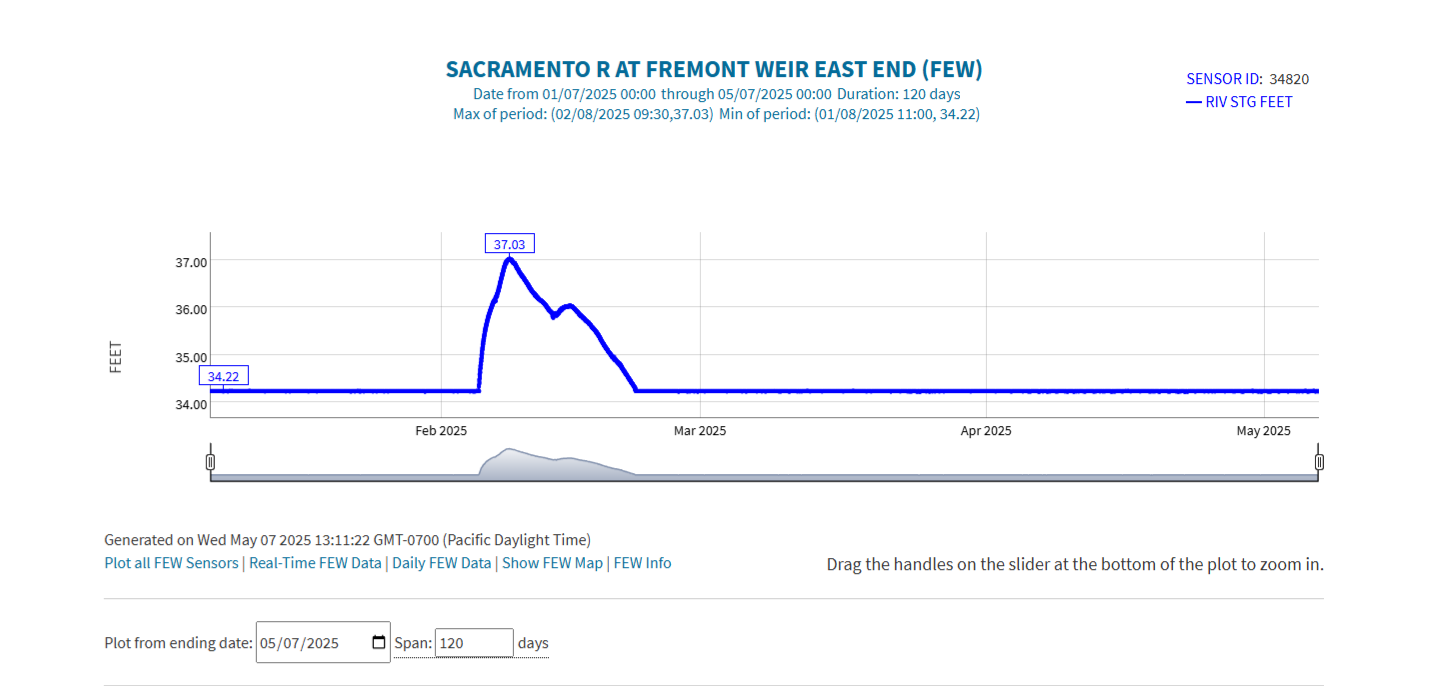 SACRAMENTO R AT FREMONT WEIR EAST END (FEW)
Date from 01/07/2025 00:00 through 05/07/2025 00:00 Duration: 120 days
Max of period: (02/08/2025 09:30,37.03) Min of period: (01/08/2025 11:00, 34.22)
SENSOR ID: 34820
RIV STG FEET
37.03
37.00
36.00
35.00
34.22
34.00
FEET
Feb 2025 Mar 2025 Apr 2025 May 2025
Generated on Wed May 07 2025 13:11:22 GMT-0700 (Pacific Daylight Time)
Plot all FEW Sensors | Real-Time FEW Data | Daily FEW Data | Show FEW Map | FEW Info
Drag the handles on the slider at the bottom of the plot to zoom in.
Plot from ending date: 05/07/2025 Span: 120 days